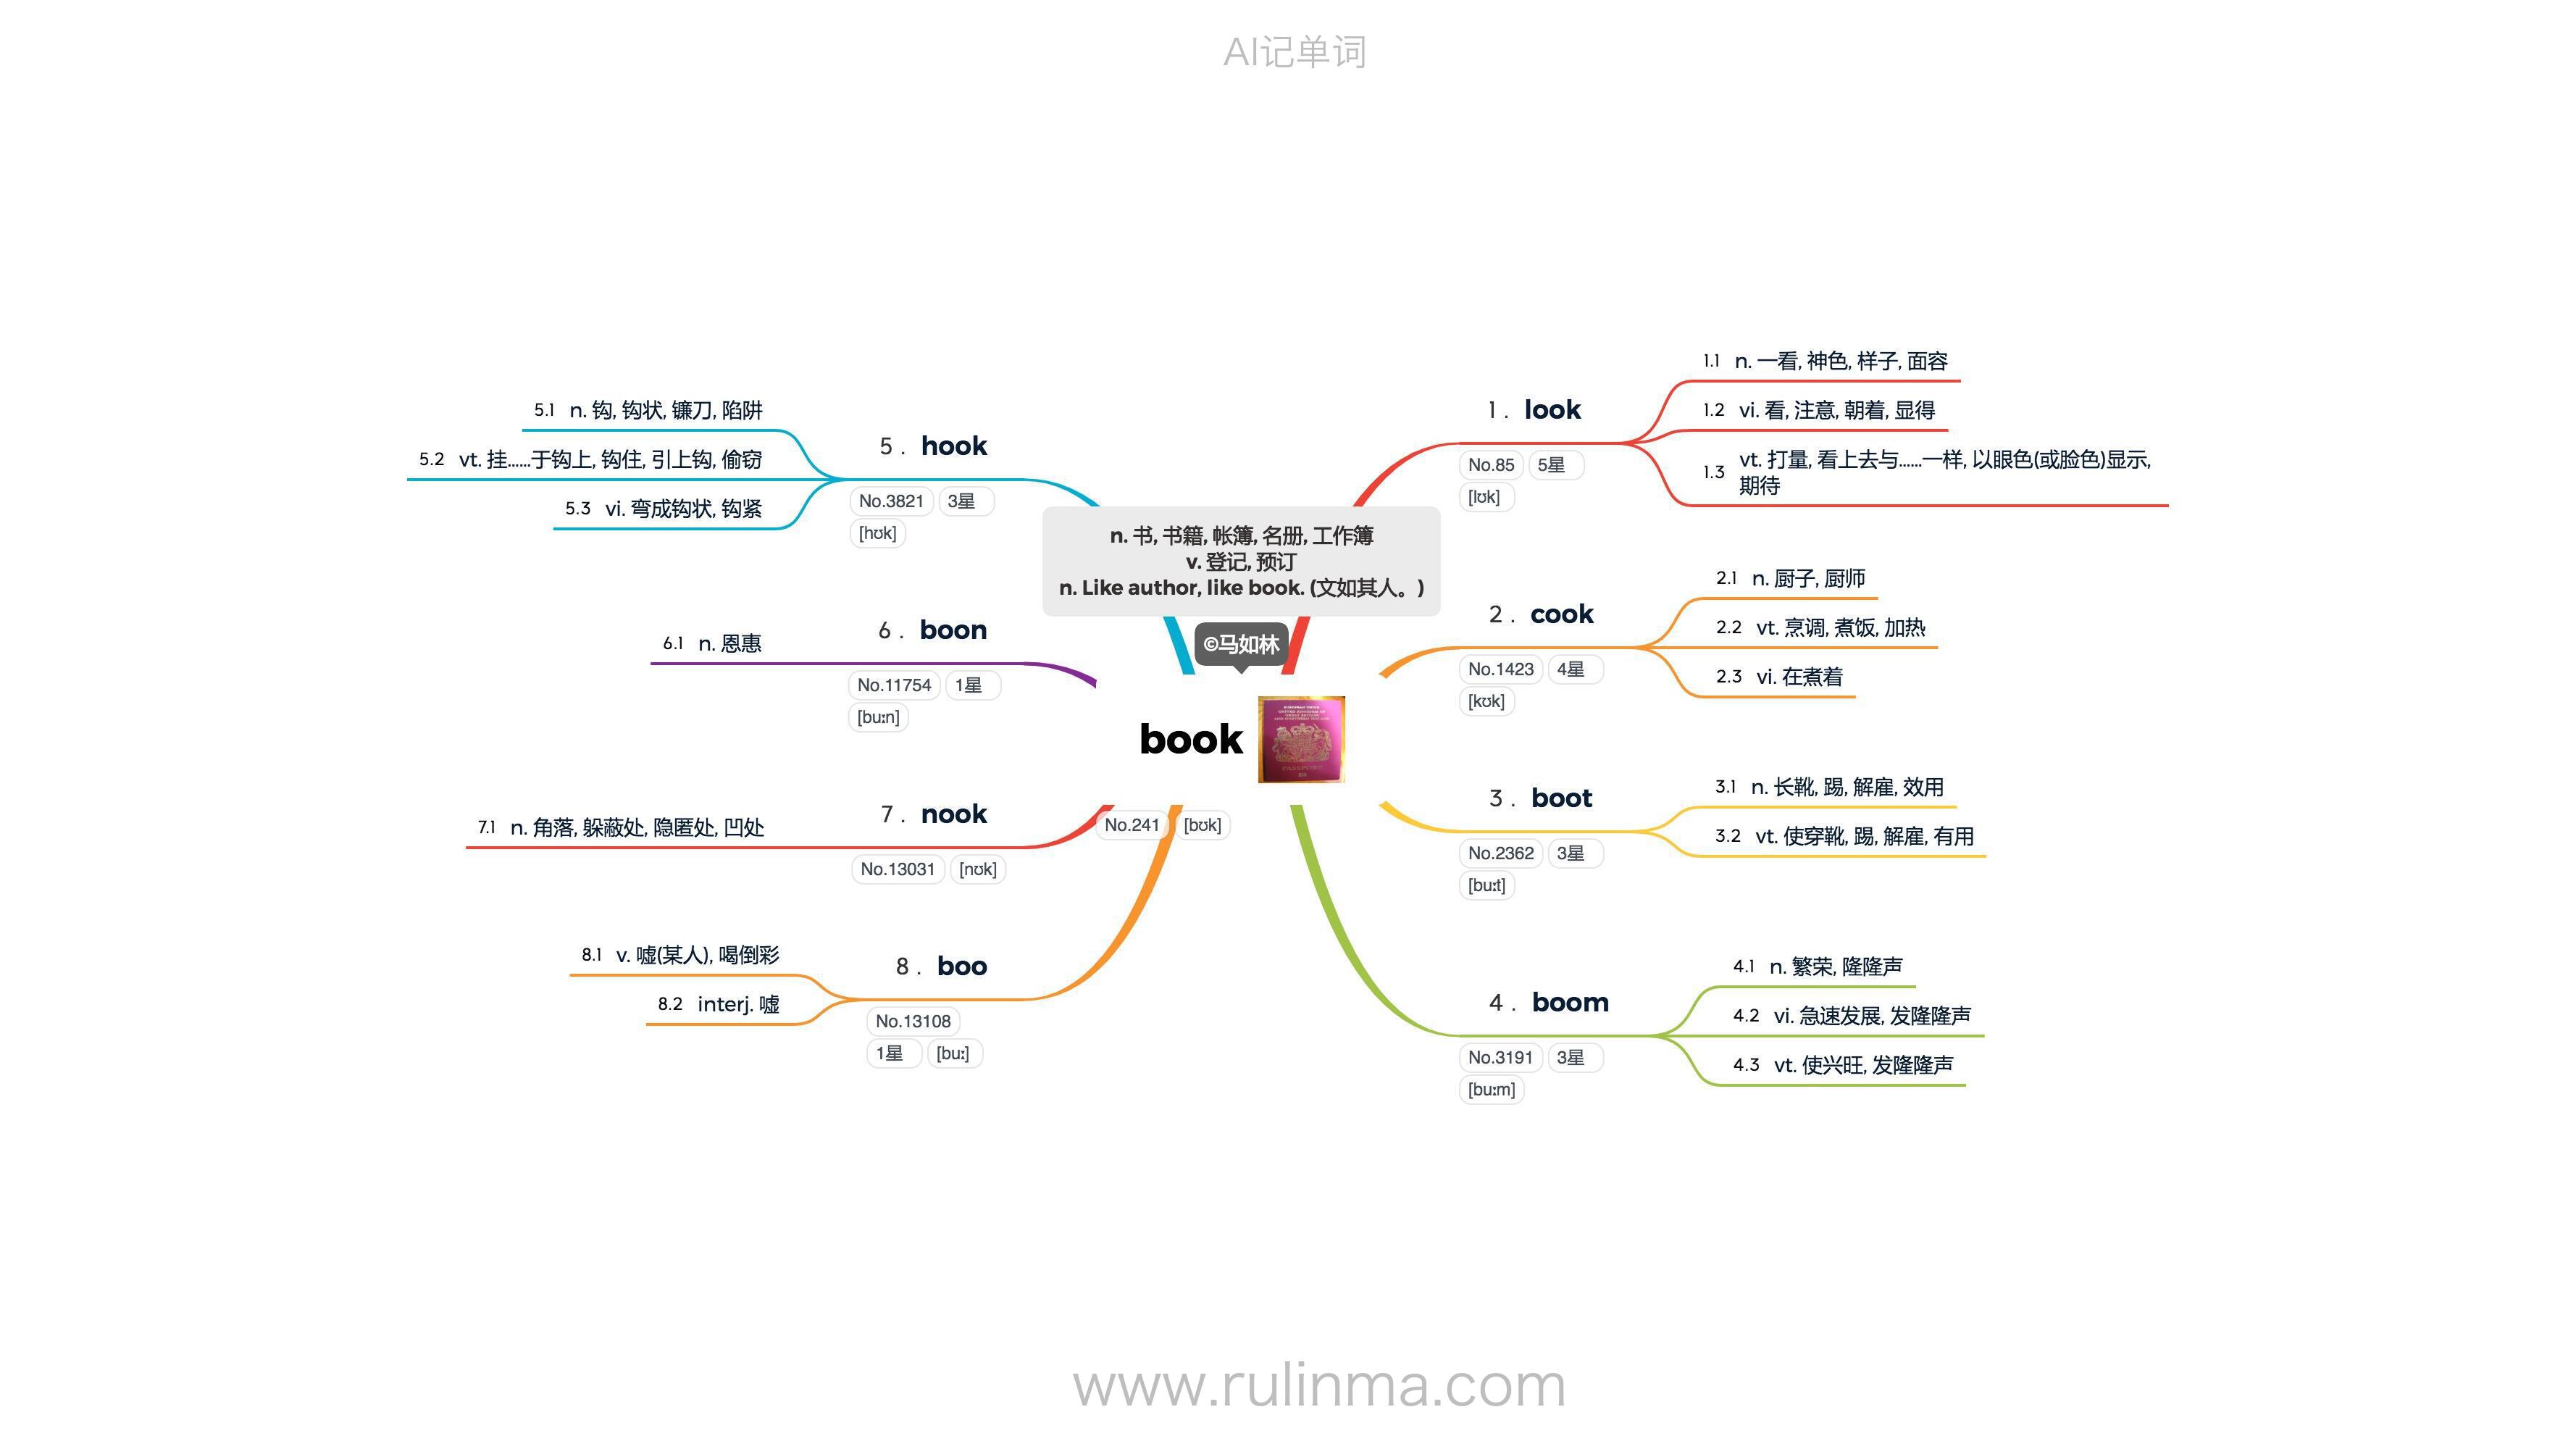 AI记单词
n. 书, 书籍, 帐簿, 名册, 工作簿
v. 登记, 预订
n. Like author, like book. (文如其人。)
©马如林
book
PASSPORT
No.241 [bʊk]
1 . look
No.85 5星
[lʊk]
1.1 n. 一看, 神色, 样子, 面容
1.2 vi. 看, 注意, 朝着, 显得
1.3 vt. 打量, 看上去与……一样, 以眼色(或脸色)显示,
期待
2 . cook
No.1423 4星
[kʊk]
2.1 n. 厨子, 厨师
2.2 vt. 烹调, 煮饭, 加热
2.3 vi. 在煮着
3 . boot
No.2362 3星
[buːt]
3.1 n. 长靴, 踢, 解雇, 效用
3.2 vt. 使穿靴, 踢, 解雇, 有用
4 . boom
No.3191 3星
[buːm]
4.1 n. 繁荣, 隆隆声
4.2 vi. 急速发展, 发隆隆声
4.3 vt. 使兴旺, 发隆隆声
5 . hook
No.3821 3星
[hʊk]
5.1 n. 钩, 钩状, 镰刀, 陷阱
5.2 vt. 挂……于钩上, 钩住, 引上钩, 偷窃
5.3 vi. 弯成钩状, 钩紧
6 . boon
No.11754 1星
[buːn]
6.1 n. 恩惠
7 . nook
No.13031 [nʊk]
7.1 n. 角落, 躲蔽处, 隐匿处, 凹处
8 . boo
No.13108
1星 [buː]
8.1 v. 嘘(某人), 喝倒彩
8.2 interj. 嘘
www.rulinma.com